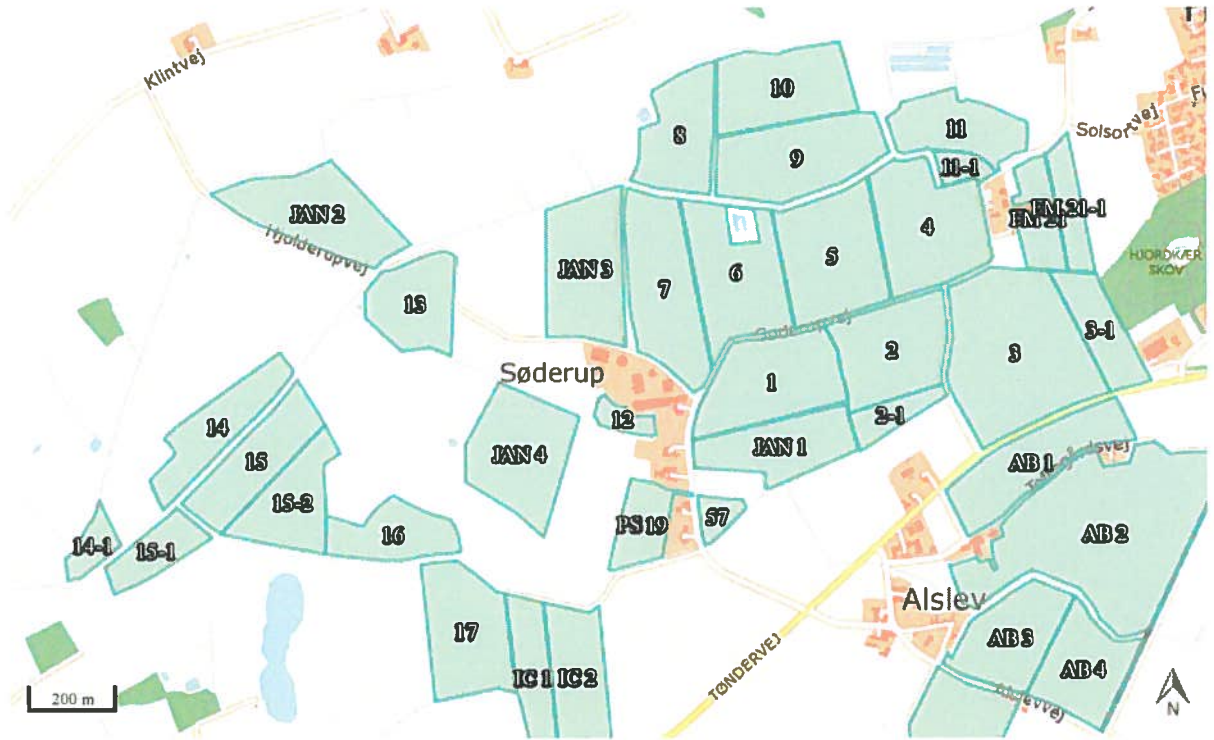 Klintvej
10
8
11
Solsortvej
9
11-1
JAN 2
FM 21
FM 21-1
4
Hjolderupvej
5
6
JAN 3
7
HJORDKÆR
SKOV
13
3-1
2
3
Søderup
1
12
2-1
14
JAN 1
JAN 4
15
AB 1
15-2
57
PS 19
16
AB 2
14-1
15-1
Alslev
17
AB 3
IC 1
IC 2
AB 4
TØNDERVEJ
200 m
N